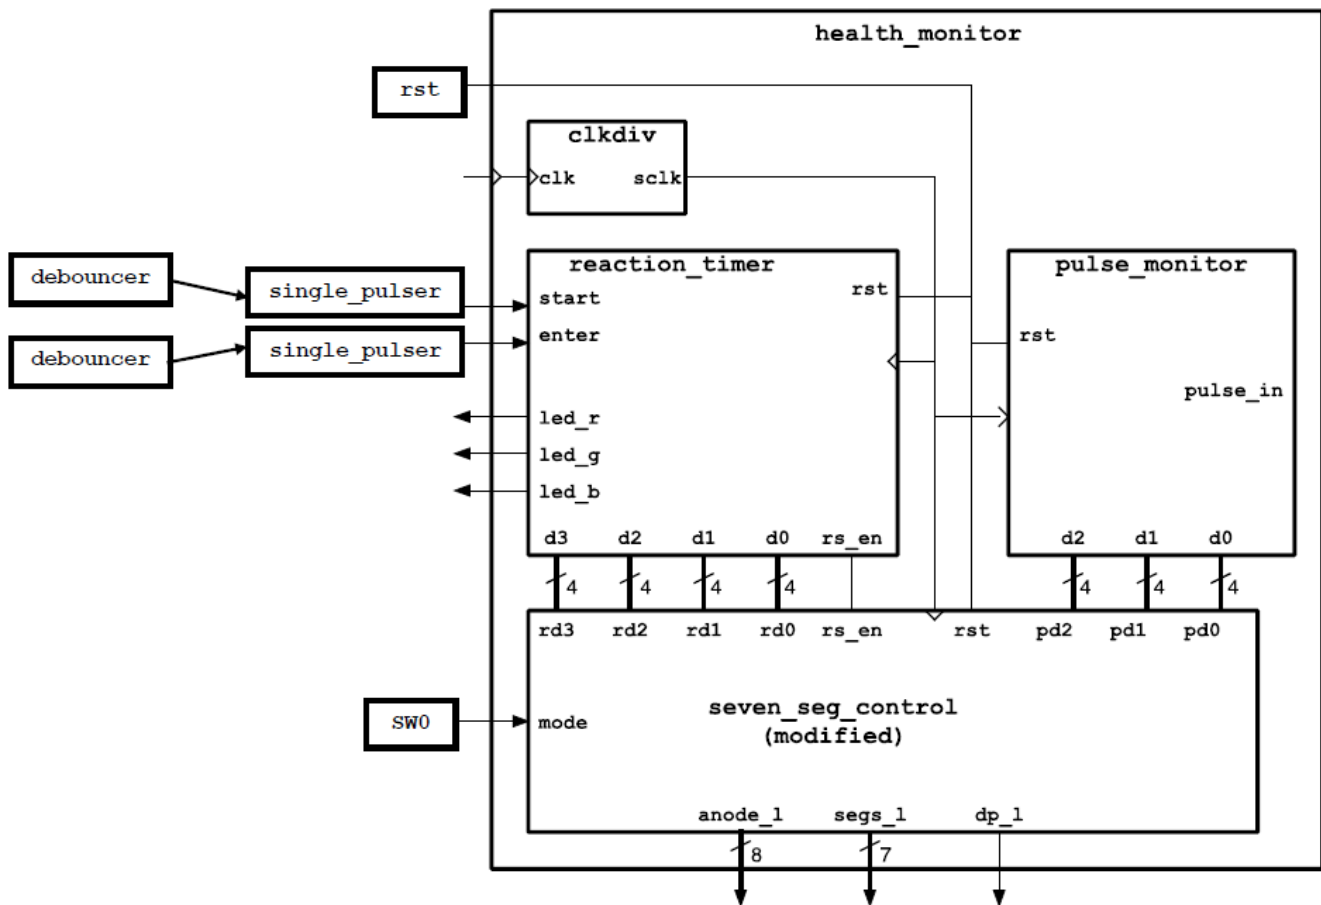 health_monitor
rst
clkdiv
clk sclk
debouncer
single_pulser
debouncer
single_pulser
reaction_timer
start
rst
enter
led_r
led_g
led_b
d3 d2 d1 d0 rs_en
pulse_monitor
rst
pulse_in
d2 d1 d0
4 4 4 4
4 4 4
rd3 rd2 rd1 rd0 rs_en rst pd2 pd1 pd0
SW0
mode
seven_seg_control
(modified)
anode_l segs_l dp_l
8 7